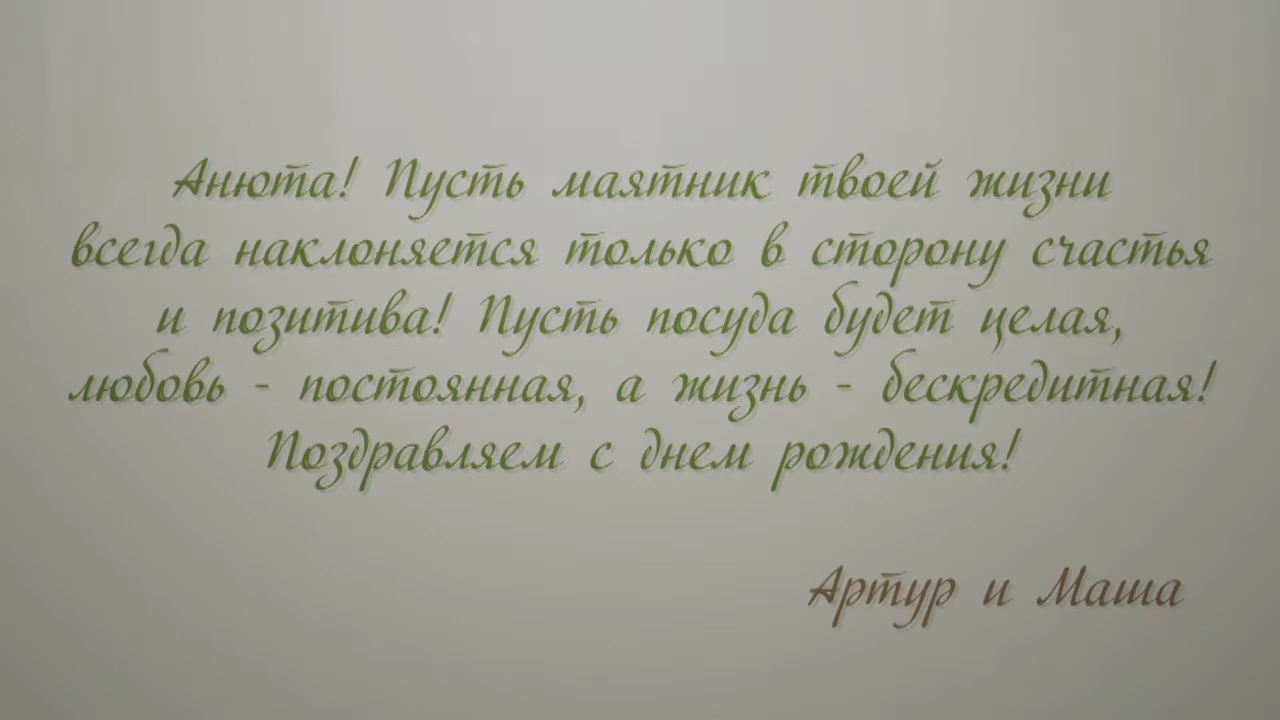 Анюта! Пусть маятник твоей жизни
всегда наклоняется только в сторону счастья
и позитива! Пусть посуда будет целая,
любовь - постоянная, а жизнь - бескредитная!
Поздравляем с днем рождения!
Артур и Маша